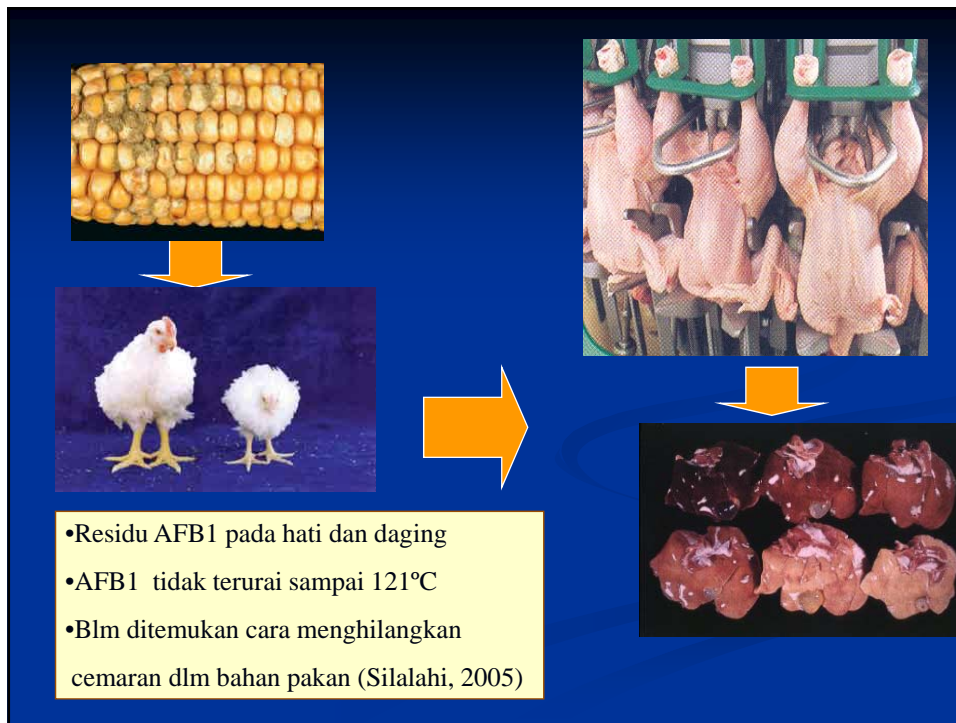 •Residu AFB1 pada hati dan daging
•AFB1 tidak terurai sampai 121ºC
•Blm ditemukan cara menghilangkan
cemaran dlm bahan pakan (Silalahi, 2005)